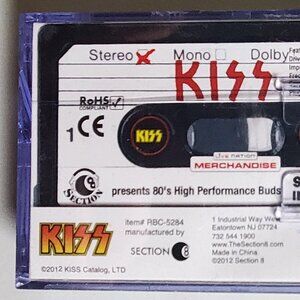 Stereo Mono Dolby
KISS
RoHS
1 CE
KISS
LIVE NATION
MERCHANDISE
SECTION 8
presents 80's High Performance Buds
item# RBC-5284
manufactured by
SECTION 8
1 Industrial Way West
Eatontown NJ 07724
732 544 1900
www.TheSection8.com
Made in China
©2012 Section 8
KISS
©2012 KISS Catalog, LTD